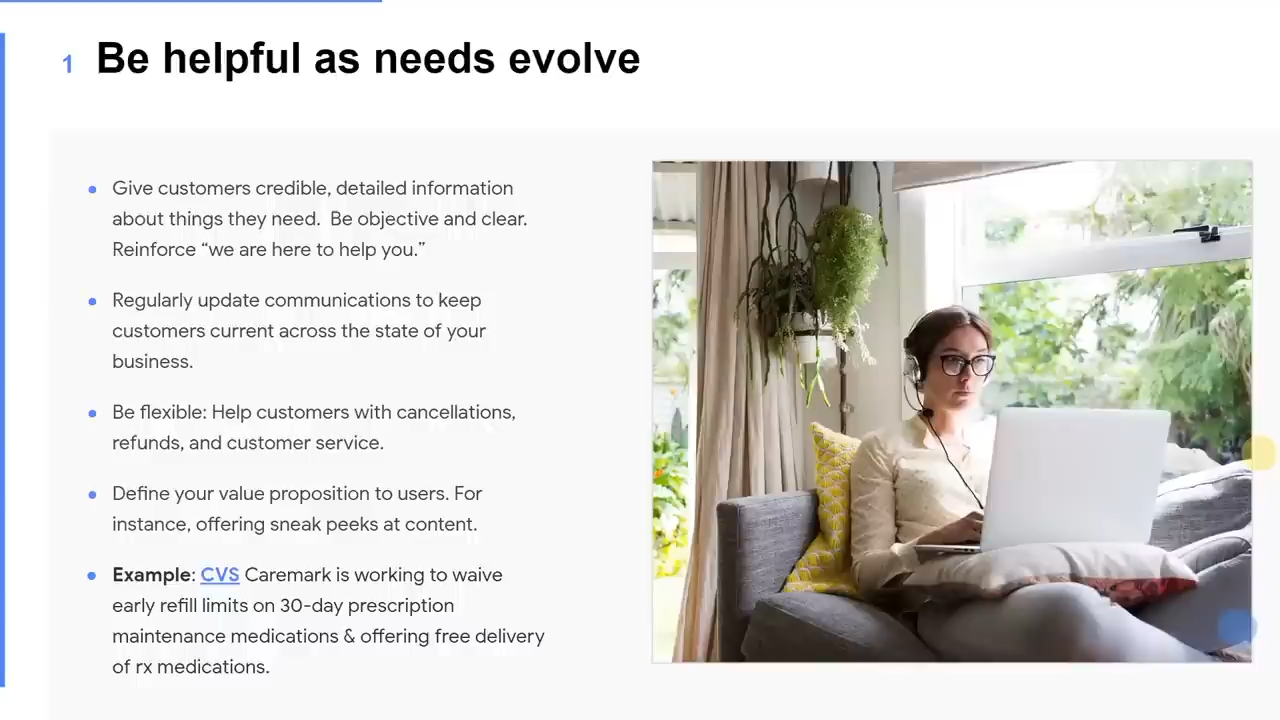 1 Be helpful as needs evolve
Give customers credible, detailed information
about things they need.  Be objective and clear.
Reinforce “we are here to help you.”
Regularly update communications to keep
customers current across the state of your
business.
Be flexible: Help customers with cancellations,
refunds, and customer service.
Define your value proposition to users. For
instance, offering sneak peeks at content.
Example: CVS Caremark is working to waive
early refill limits on 30-day prescription
maintenance medications & offering free delivery
of rx medications.